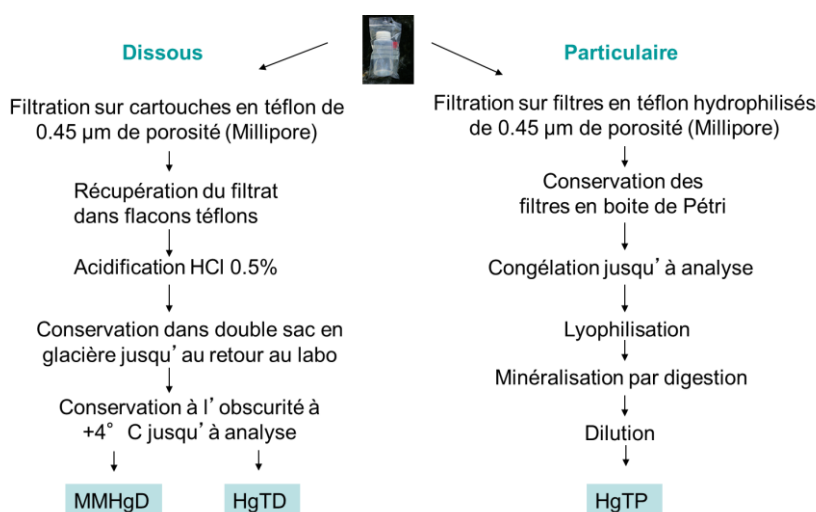 Dissous
Filtration sur cartouches en téflon de
0.45 µm de porosité (Millipore)
Récupération du filtrat
dans flacons téflons
Acidification HCl 0.5%
Conservation dans double sac en
glacière jusqu’ au retour au labo
Conservation à l’ obscurité à
+4° C jusqu’ à analyse
MMHgD
HgTD
Particulaire
Filtration sur filtres en téflon hydrophilisés
de 0.45 µm de porosité (Millipore)
Conservation des
filtres en boite de Pétri
Congélation jusqu’ à analyse
Lyophilisation
Minéralisation par digestion
Dilution
HgTP